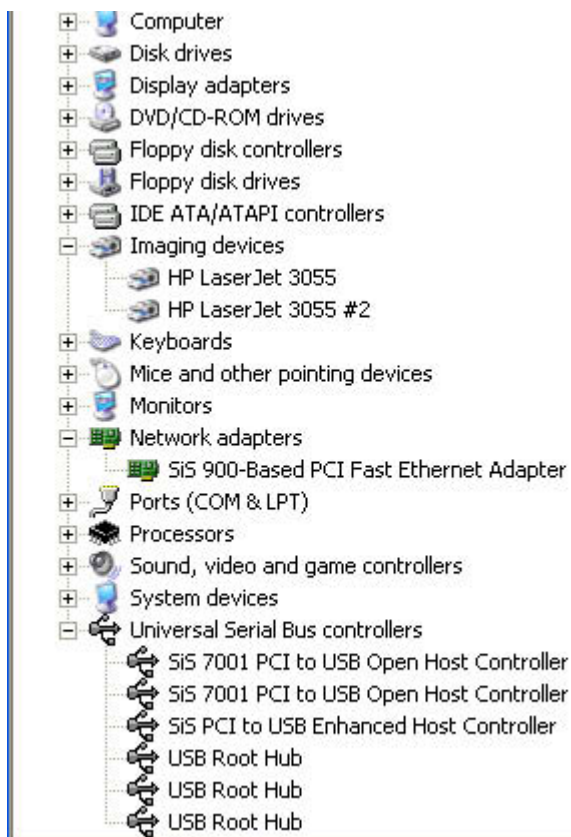 Computer
Disk drives
Display adapters
DVD/CD-ROM drives
Floppy disk controllers
Floppy disk drives
IDE ATA/ATAPI controllers
Imaging devices
HP LaserJet 3055
HP LaserJet 3055 #2
Keyboards
Mice and other pointing devices
Monitors
Network adapters
SiS 900-Based PCI Fast Ethernet Adapter
Ports (COM & LPT)
Processors
Sound, video and game controllers
System devices
Universal Serial Bus controllers
SiS 7001 PCI to USB Open Host Controller
SiS 7001 PCI to USB Open Host Controller
SiS PCI to USB Enhanced Host Controller
USB Root Hub
USB Root Hub
USB Root Hub